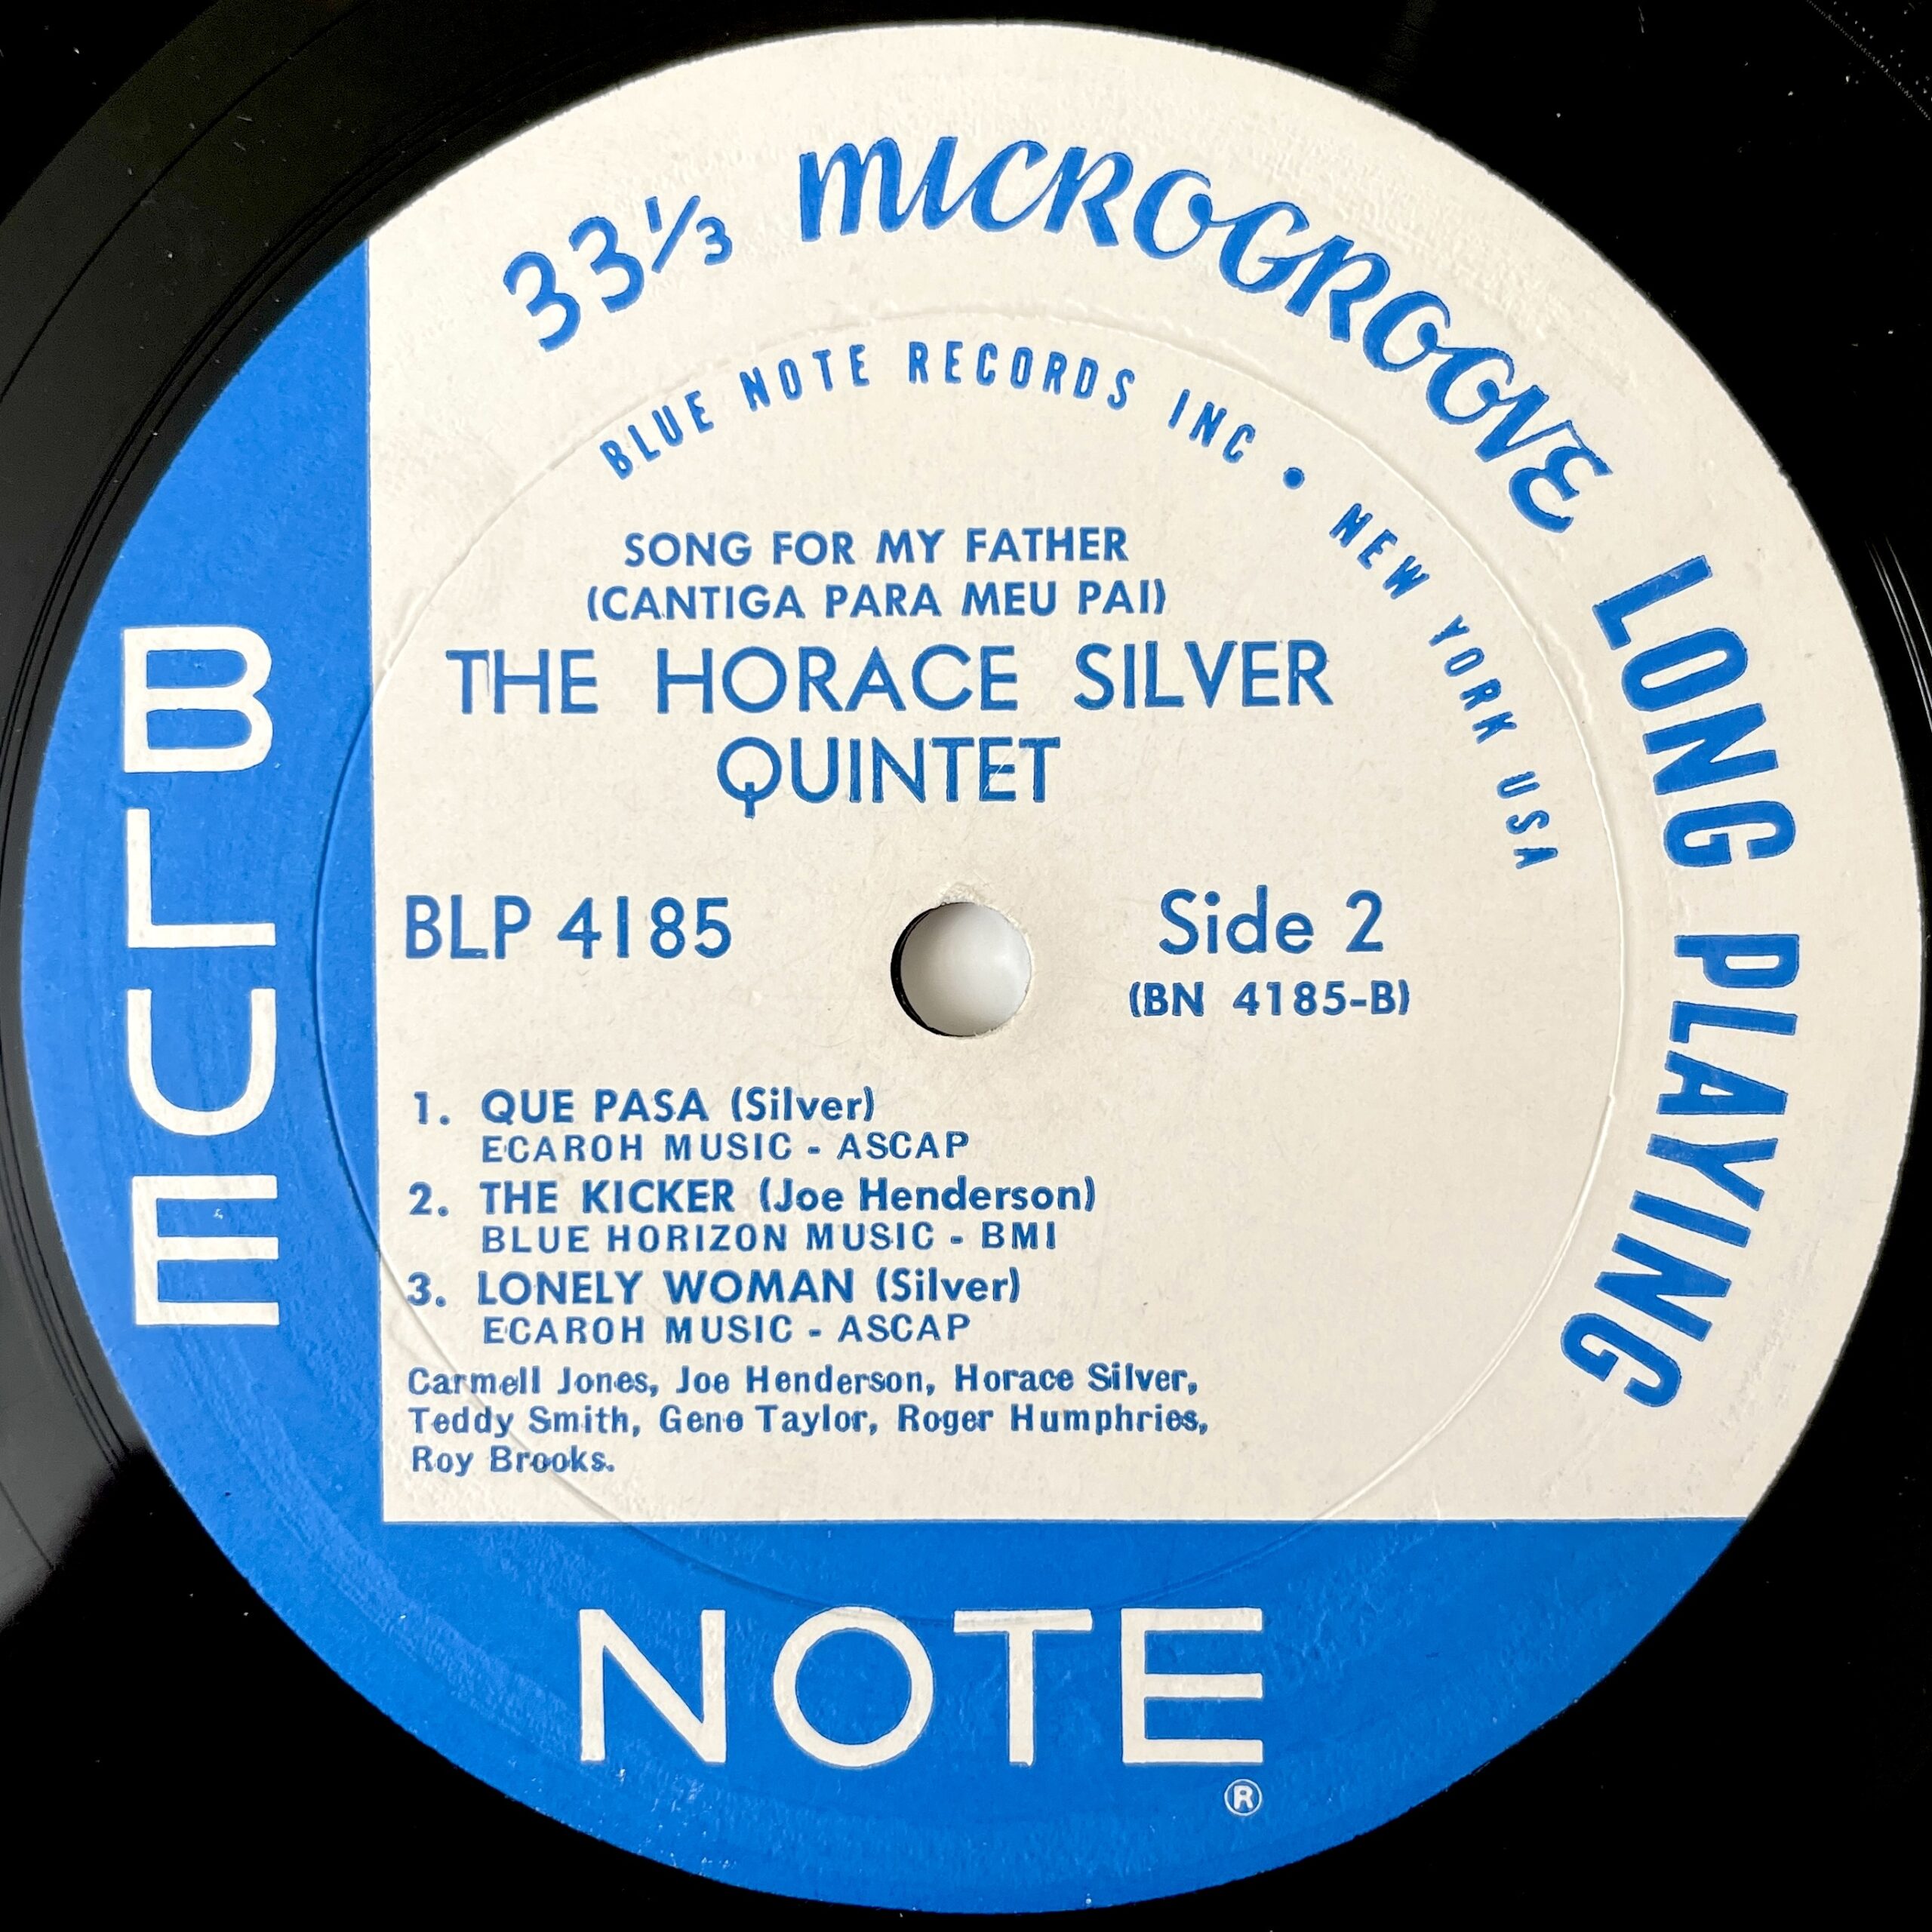 33⅓ MICROGROOVE LONG PLAYING
BLUE NOTE RECORDS INC • NEW YORK USA
SONG FOR MY FATHER
(CANTIGA PARA MEU PAI)
THE HORACE SILVER
QUINTET
BLP 4185
Side 2
(BN 4185-B)
1. QUE PASA (Silver)
ECAROH MUSIC - ASCAP
2. THE KICKER (Joe Henderson)
BLUE HORIZON MUSIC - BMI
3. LONELY WOMAN (Silver)
ECAROH MUSIC - ASCAP
Carmell Jones, Joe Henderson, Horace Silver,
Teddy Smith, Gene Taylor, Roger Humphries,
Roy Brooks.
BLUE
NOTE
®